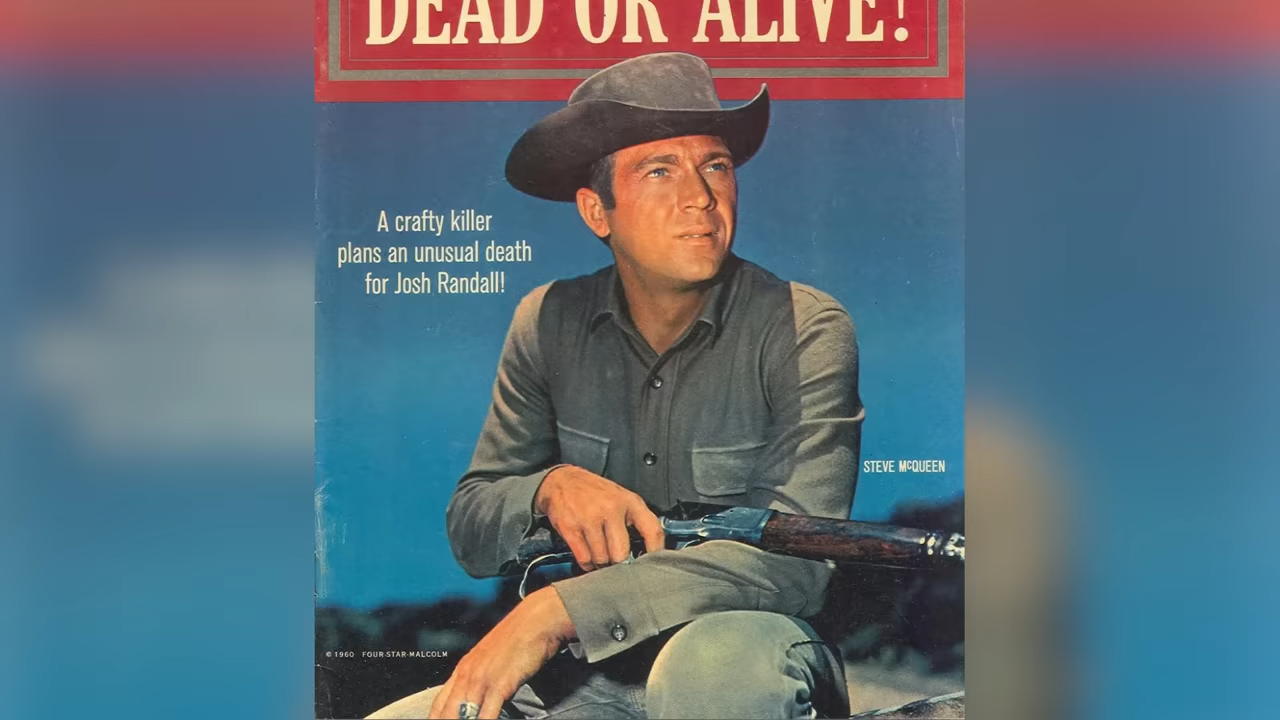 DEAD OR ALIVE!
A crafty killer
plans an unusual death
for Josh Randall!
STEVE McQUEEN
© 1960 FOUR-STAR-MALCOLM